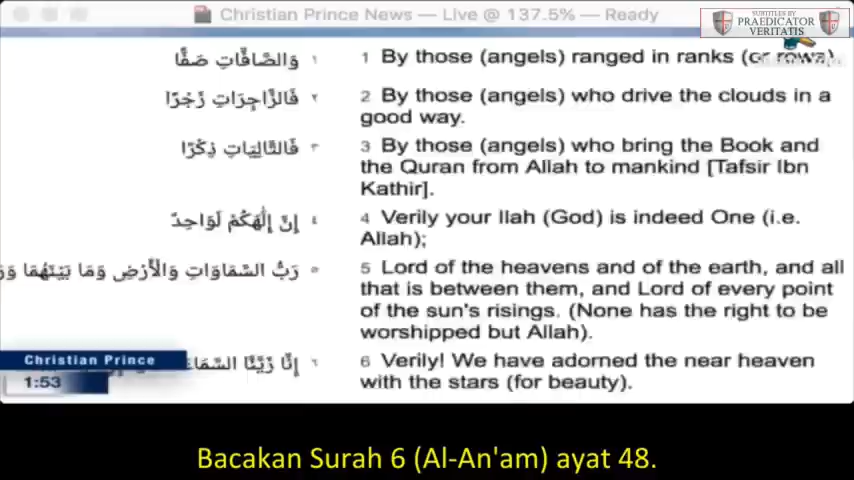 Christian Prince News — Live @ 137.5% — Ready
SUBTITLES BY
PRAEDICATOR
VERITATIS
وَالصَّافَّاتِ صَفًّا ١
1 By those (angels) ranged in ranks (or rows)
فَالزَّاجِرَاتِ زَجْرًا ٢
2 By those (angels) who drive the clouds in a
good way.
فَالتَّالِيَاتِ ذِكْرًا ٣
3 By those (angels) who bring the Book and
the Quran from Allah to mankind [Tafsir Ibn
Kathir].
إِنَّ إِلَٰهَكُمْ لَوَاحِدٌ ٤
4 Verily your Ilah (God) is indeed One (i.e.
Allah);
رَبُّ السَّمَاوَاتِ وَالْأَرْضِ وَمَا بَيْنَهُمَا ٥
5 Lord of the heavens and of the earth, and all
that is between them, and Lord of every point
of the sun's risings. (None has the right to be
worshipped but Allah).
إِنَّا زَيَّنَّا ٦
6 Verily! We have adorned the near heaven
with the stars (for beauty).
Christian Prince
1:53
Bacakan Surah 6 (Al-An'am) ayat 48.